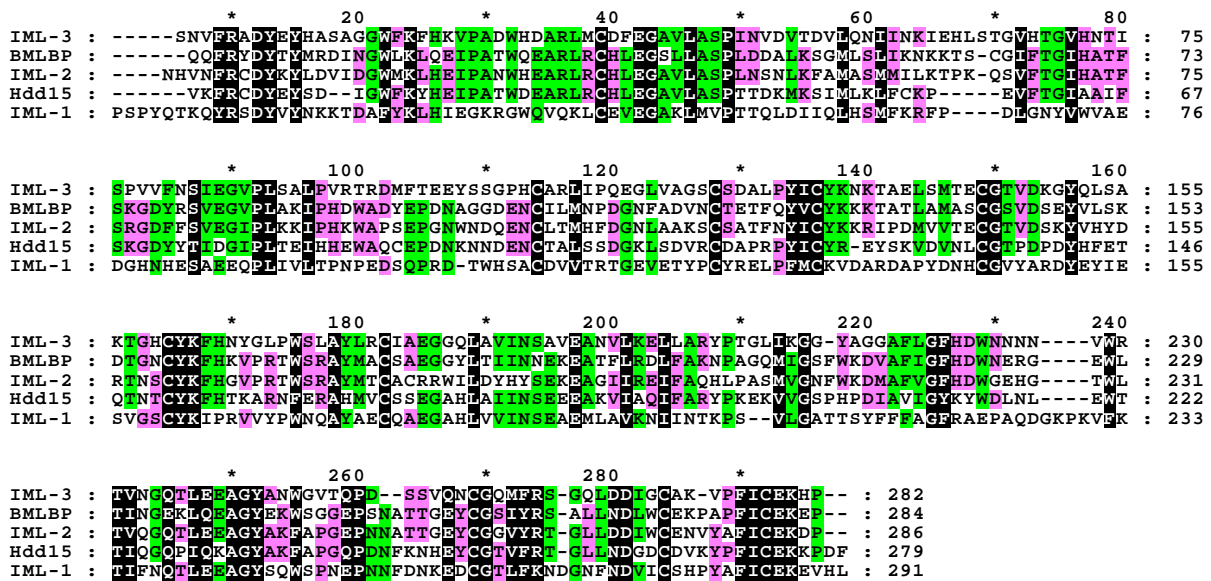 * 20 * 40 * 60 * 80
IML-3 : -----SNVFRADYEYHASAGGWFKFHKVPADWHDARLMCDFEGAVLASPINVDVTDVLQNIINKIEHLSTGVHTGVHNTI : 75
BMLBP : ------QQFRYDYTYMRDINGWLKLQEIPATWQEARLRCHLEGSLLASPLDDALKSGMLSLIKNKKTS-CGIFTGIHATF : 73
IML-2 : ----NHVNFRCDYKYLDVIDGWMKLHEIPANWHEARLRCHLEGAVLASPLNSNLKFAMASMMILKTPK-QSVFTGIHATF : 75
Hdd15 : ------VKFRCDYEYSD--IGWFKYHEIPATWDEARLRCHLEGAVLASPTTDKMKSIMLKLFCKP-----EVFTGIAAIF : 67
IML-1 : PSPYQTKQYRSDYVYNKKTDAFYKLHIEGKRGWQVQKLCEVEGAKLMVPTTQLDIIQLHSMFKRFP----DLGNYVWVAE : 76
* 100 * 120 * 140 * 160
IML-3 : SPVVFNSIEGVPLSALPVRTRDMFTEEYSSGPHCARLIPQEGLVAGSCSDALPYICYKNKTAELSMTECGTVDKGYQLSA : 155
BMLBP : SKGDYRSVEGVPLAKIPHDWADYEPDNAGGDENCILMNPDGNFADVNCTETFQYVCYKKKTATLAMASCGSVDSEYVLSK : 153
IML-2 : SRGDFFSVEGIPLKKIPHKWAPSEPGNWNDQENCLTMHFDGNLAAKSCSATFNYICYKKRIPDMVVTECGTVDSKYVHYD : 155
Hdd15 : SKGDYYTIDGIPLTEIHHEWAQCEPDNKNNDENCTALSSDGKLSDVRCDAPRPYICYR-EYSKVDVNLCGTPDPDYHFET : 146
IML-1 : DGHNHESAEEQPLIVLTPNPEDSQPRD-TWHSACDVVTRTGEVETYPCYRELPFMCKVDARDAPYDNHCGVYARDYEYIE : 155
* 180 * 200 * 220 * 240
IML-3 : KTGHCYKFHNYGLPWSLAYLRCIAEGGQLAVINSAVEANVLKELLARYPTGLIKGG-YAGGAFLGFHDWNNNN----VWR : 230
BMLBP : DTGNCYKFHKVPRTWSRAYMACSAEGGYLTIINNEKEATFLRDLFAKNPAGQMIGSFWKDVAFIGFHDWNERG----EWL : 229
IML-2 : RTNSCYKFHGVPRTWSRAYMTCACRRWILDYHYSEKEAGIIREIFAQHLPASMVGNFWKDMAFVGFHDWGEHG----TWL : 231
Hdd15 : QTNTCYKFHTKARNFERAHMVCSSEGAHLAIINSEEEAKVIAQIFARYPKEKVVGSPHPDIAVIGYKYWDLNL----EWT : 222
IML-1 : SVGSCYKIPRVVYPWNQAYAECQAEGAHLVVINSEAEMLAVKNLINTKPS--VLGATTSYFFFAGFRAEPAQDGKPKVFK : 233
* 260 * 280 *
IML-3 : TVNGQTLEEAGYANWGVTQPD--SSVQNCGQMFRS-GQLDDIGCAK-VPFICEKHP-- : 282
BMLBP : TINGEKLQEAGYEKWSGGEPSNATTGEYCGSIYRS-ALLNDLWCEKPAPFICEKEP-- : 284
IML-2 : TVQGQTLEEAGYAKFAPGEPNNATTGEYCGGVYRT-GLLDDIWCENVYAFICEKDP-- : 286
Hdd15 : TIQGQPIQKAGYAKFAPGQPDNFKNHEYCGTVFRT-GLLNDGDCDVKYPFICEKKPDF : 279
IML-1 : TIFNQTLEEAGYSQWSPNEPNNFDNKEDCGTLFKNDGNFNDVICSHPYAFICEKEVHL : 291